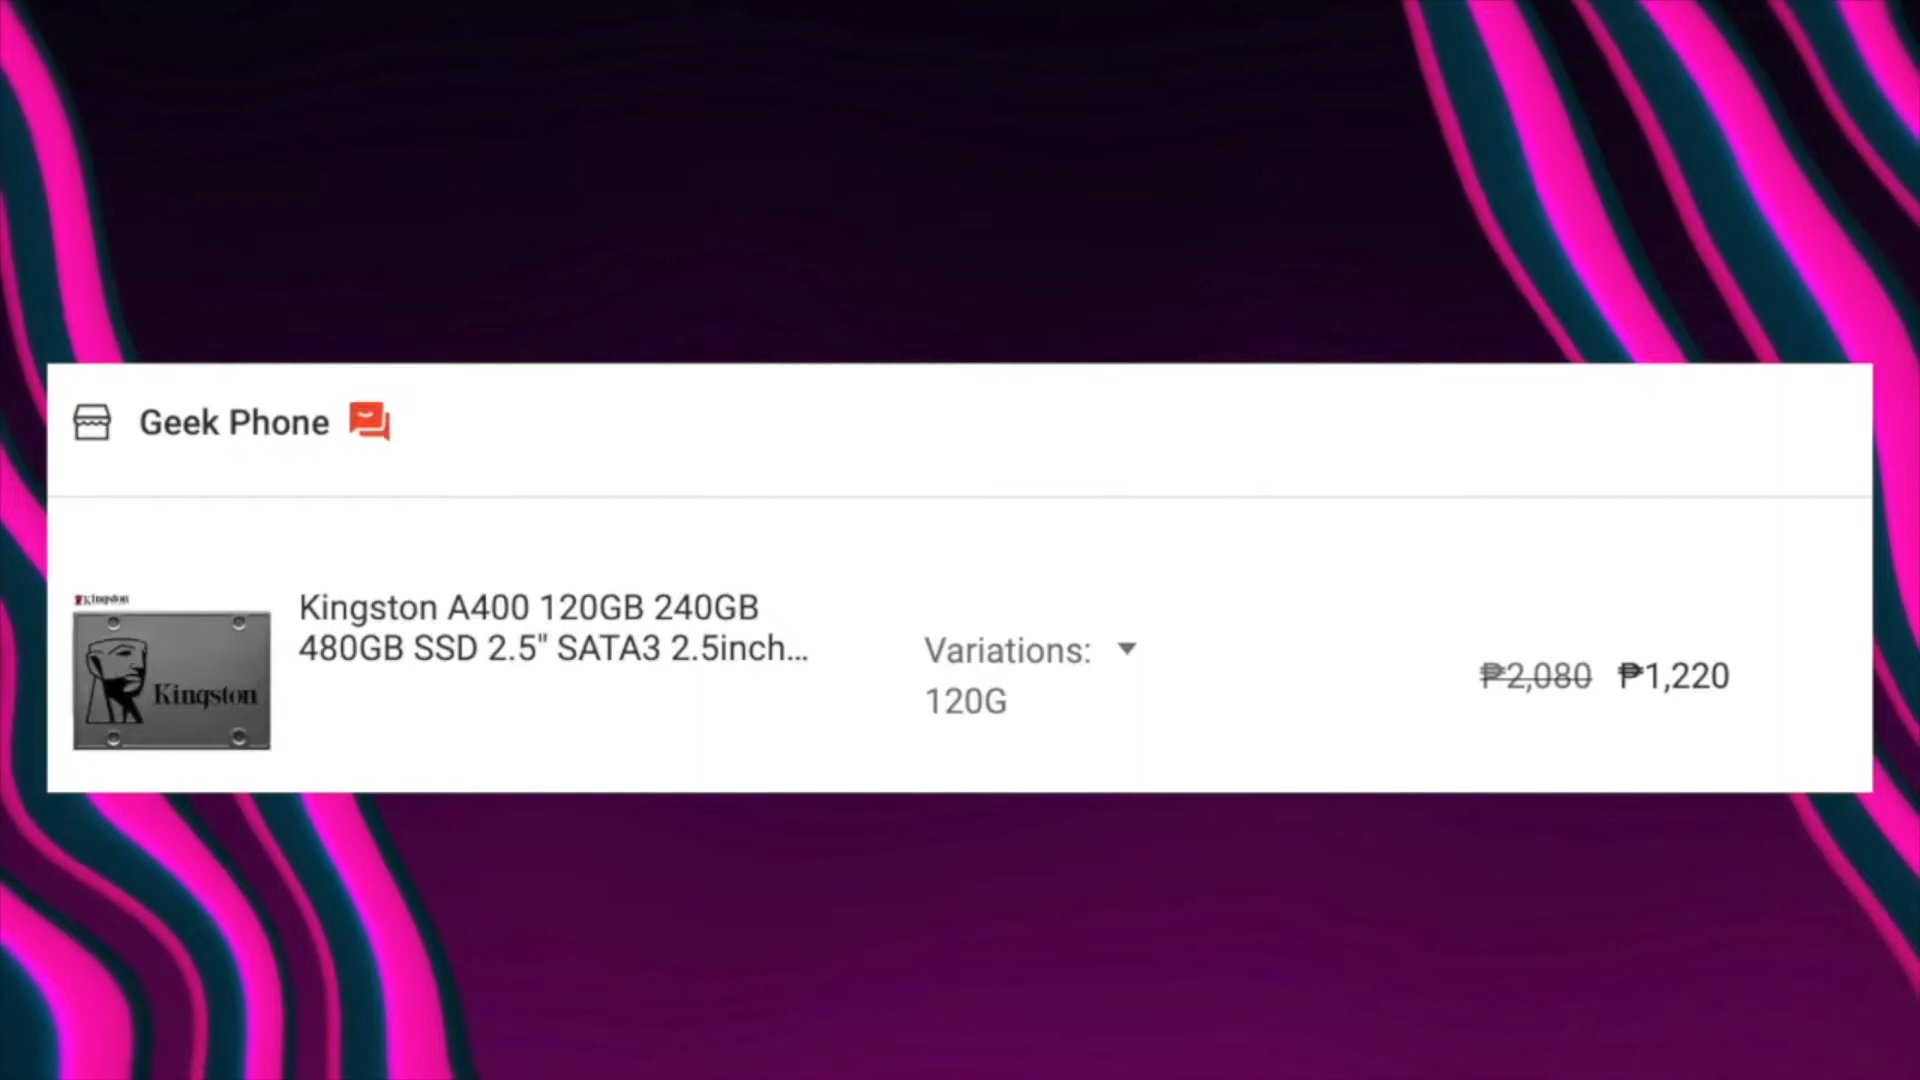 Geek Phone
Kingston
Kingston
Kingston A400 120GB 240GB
480GB SSD 2.5" SATA3 2.5inch...
Variations:
120G
₱2,080 ₱1,220